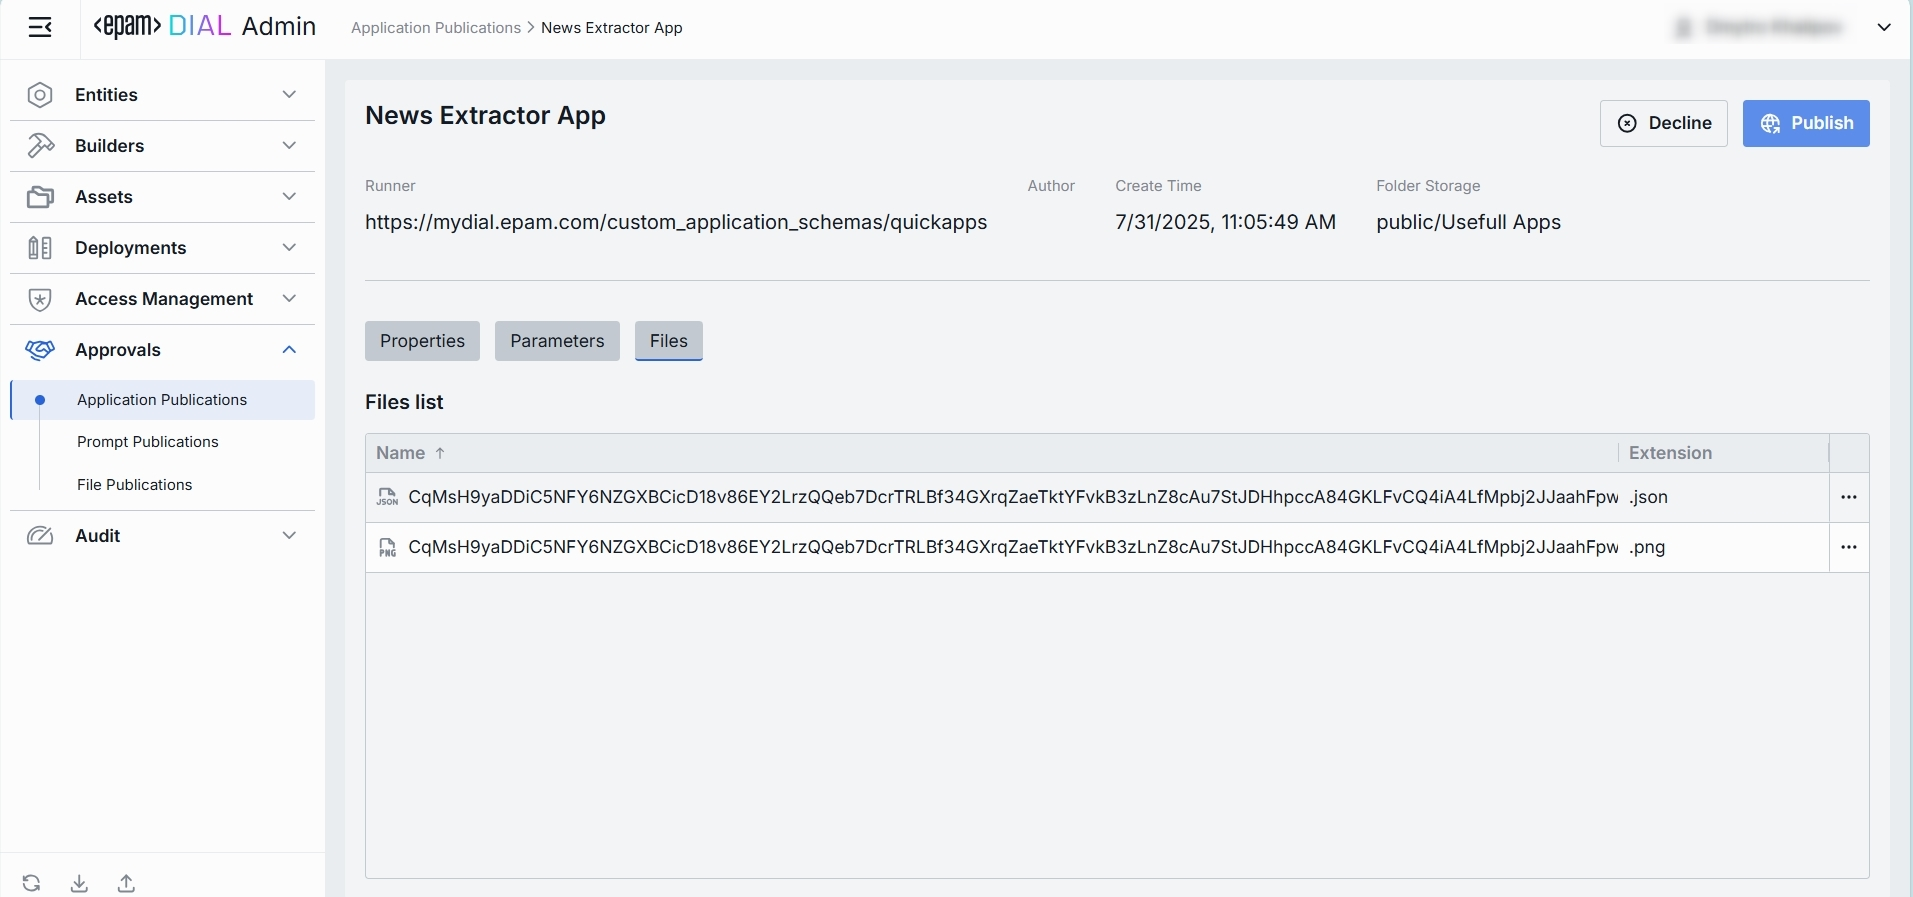 <epam> DIAL Admin
Application Publications > News Extractor App
Entities
Builders
Assets
Deployments
Access Management
Approvals
Application Publications
Prompt Publications
File Publications
Audit
News Extractor App
Decline
Publish
Runner
https://mydial.epam.com/custom_application_schemas/quickapps
Author
Create Time
7/31/2025, 11:05:49 AM
Folder Storage
public/Usefull Apps
Properties
Parameters
Files
Files list
Name ↑ Extension
JSON CqMsH9yaDDiC5NFY6NZGXBCicD18v86EY2LrzQQeb7DcrTRLBf34GXrqZaeTktYFvkB3zLnZ8cAu7StJDHhpccA84GKLFvCQ4iA4LfMpbj2JJaahFpw .json
PNG CqMsH9yaDDiC5NFY6NZGXBCicD18v86EY2LrzQQeb7DcrTRLBf34GXrqZaeTktYFvkB3zLnZ8cAu7StJDHhpccA84GKLFvCQ4iA4LfMpbj2JJaahFpw .png